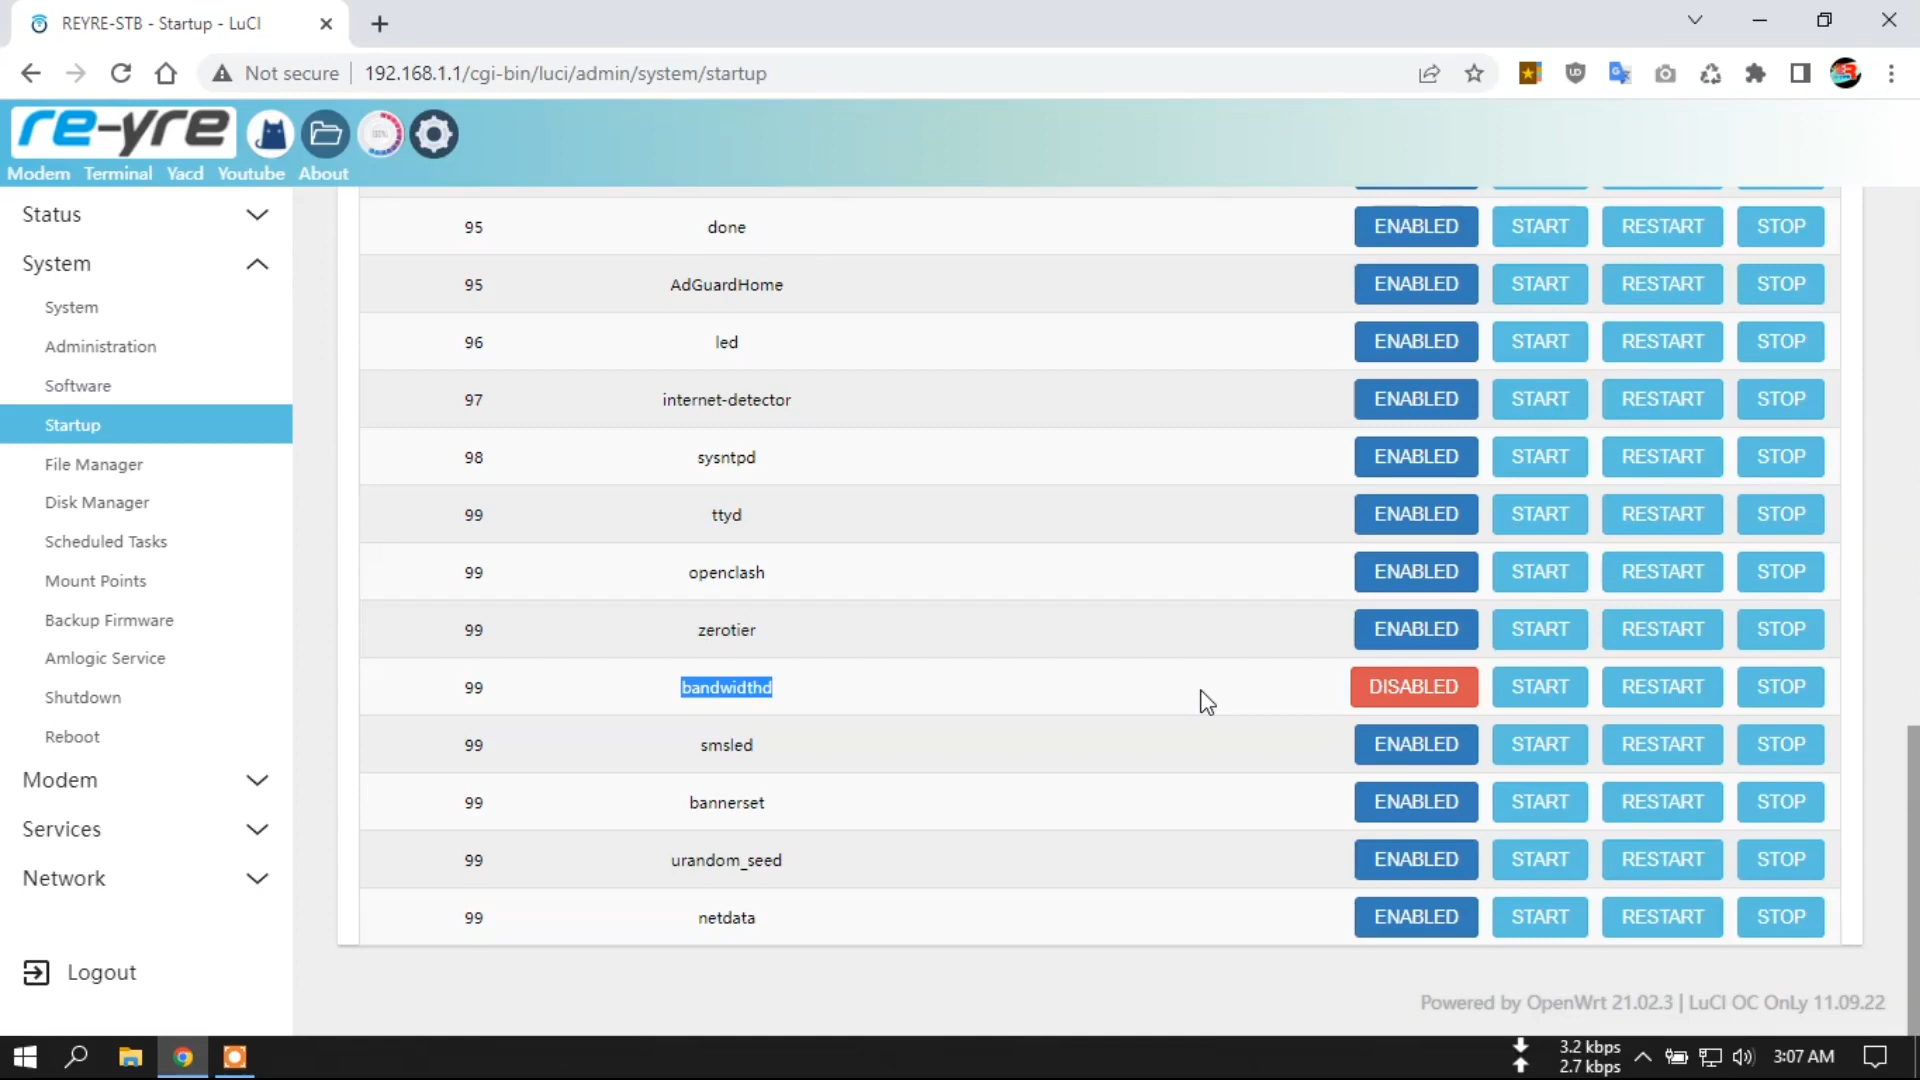 REYRE-STB - Startup - LuCI
Not secure
192.168.1.1/cgi-bin/luci/admin/system/startup
re-yre
100%
Modem Terminal Yacd Youtube About
Status
System
System
Administration
Software
Startup
File Manager
Disk Manager
Scheduled Tasks
Mount Points
Backup Firmware
Amlogic Service
Shutdown
Reboot
Modem
Services
Network
Logout
95 done ENABLED START RESTART STOP
95 AdGuardHome ENABLED START RESTART STOP
96 led ENABLED START RESTART STOP
97 internet-detector ENABLED START RESTART STOP
98 sysntpd ENABLED START RESTART STOP
99 ttyd ENABLED START RESTART STOP
99 openclash ENABLED START RESTART STOP
99 zerotier ENABLED START RESTART STOP
99 bandwidthd DISABLED START RESTART STOP
99 smsled ENABLED START RESTART STOP
99 bannerset ENABLED START RESTART STOP
99 urandom_seed ENABLED START RESTART STOP
99 netdata ENABLED START RESTART STOP
Powered by OpenWrt 21.02.3 | LuCI OC OnLy 11.09.22
3.2 kbps
2.7 kbps
3:07 AM